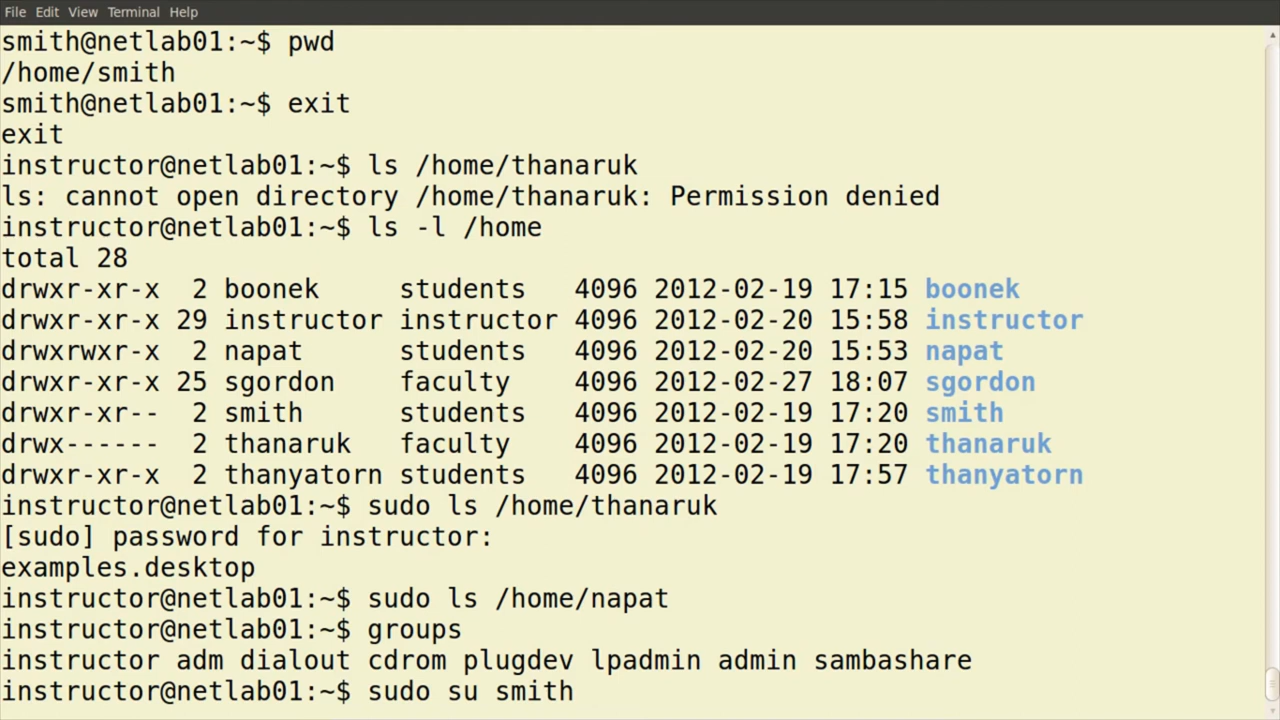 File Edit View Terminal Help
smith@netlab01:~$ pwd
/home/smith
smith@netlab01:~$ exit
exit
instructor@netlab01:~$ ls /home/thanaruk
ls: cannot open directory /home/thanaruk: Permission denied
instructor@netlab01:~$ ls -l /home
total 28
drwxr-xr-x  2 boonek     students   4096 2012-02-19 17:15 boonek
drwxr-xr-x 29 instructor instructor 4096 2012-02-20 15:58 instructor
drwxrwxr-x  2 napat      students   4096 2012-02-20 15:53 napat
drwxr-xr-x 25 sgordon    faculty    4096 2012-02-27 18:07 sgordon
drwxr-xr--  2 smith      students   4096 2012-02-19 17:20 smith
drwx------  2 thanaruk   faculty    4096 2012-02-19 17:20 thanaruk
drwxr-xr-x  2 thanyatorn students   4096 2012-02-19 17:57 thanyatorn
instructor@netlab01:~$ sudo ls /home/thanaruk
[sudo] password for instructor:
examples.desktop
instructor@netlab01:~$ sudo ls /home/napat
instructor@netlab01:~$ groups
instructor adm dialout cdrom plugdev lpadmin admin sambashare
instructor@netlab01:~$ sudo su smith